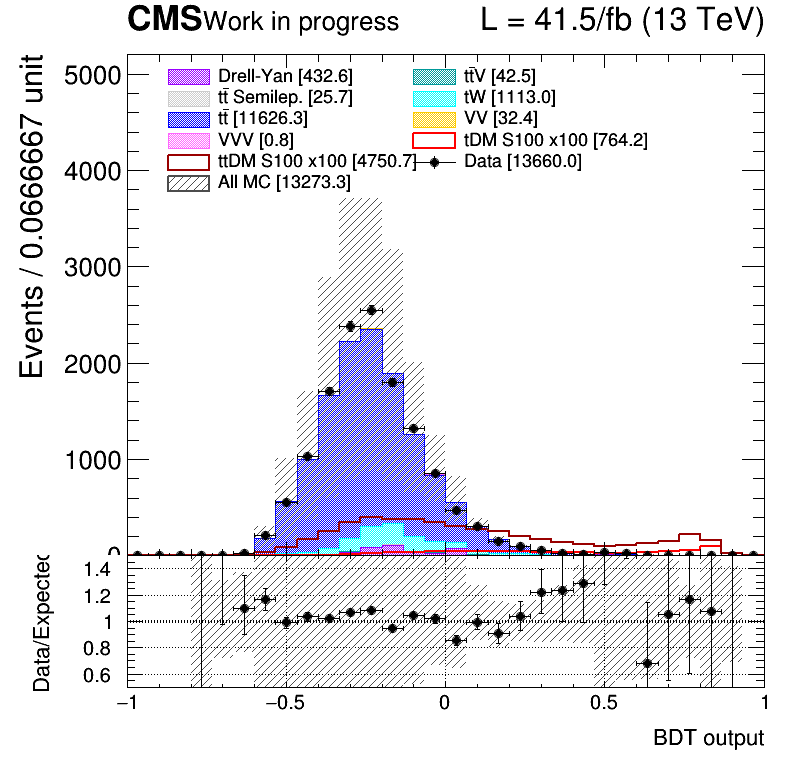 CMS Work in progress L = 41.5/fb (13 TeV)
Events / 0.0666667 unit
5000
4000
3000
2000
1000
0
Drell-Yan [432.6] tt̄V [42.5]
tt̄ Semilep. [25.7] tW [1113.0]
tt̄ [11626.3] VV [32.4]
VVV [0.8] tDM S100 x100 [764.2]
ttDM S100 x100 [4750.7] Data [13660.0]
All MC [13273.3]
Data/Expected
1.4
1.2
1
0.8
0.6
−1 −0.5 0 0.5 1
BDT output